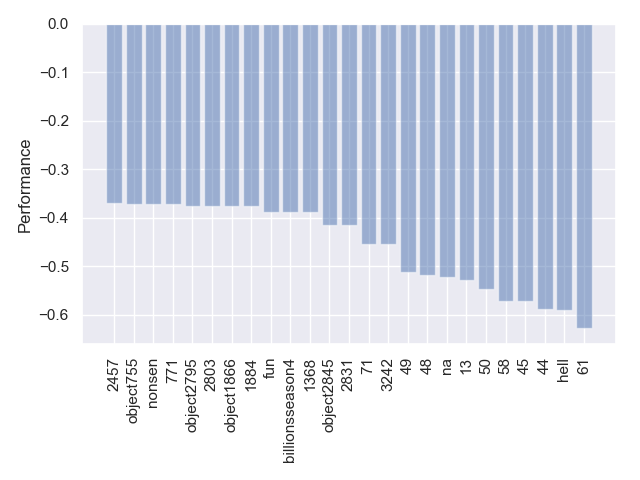 0.0
−0.1
−0.2
−0.3
−0.4
−0.5
−0.6
Performance
2457
object755
nonsen
771
object2795
2803
object1866
1884
fun
billionsseason4
1368
object2845
2831
71
3242
49
48
na
13
50
58
45
44
hell
61